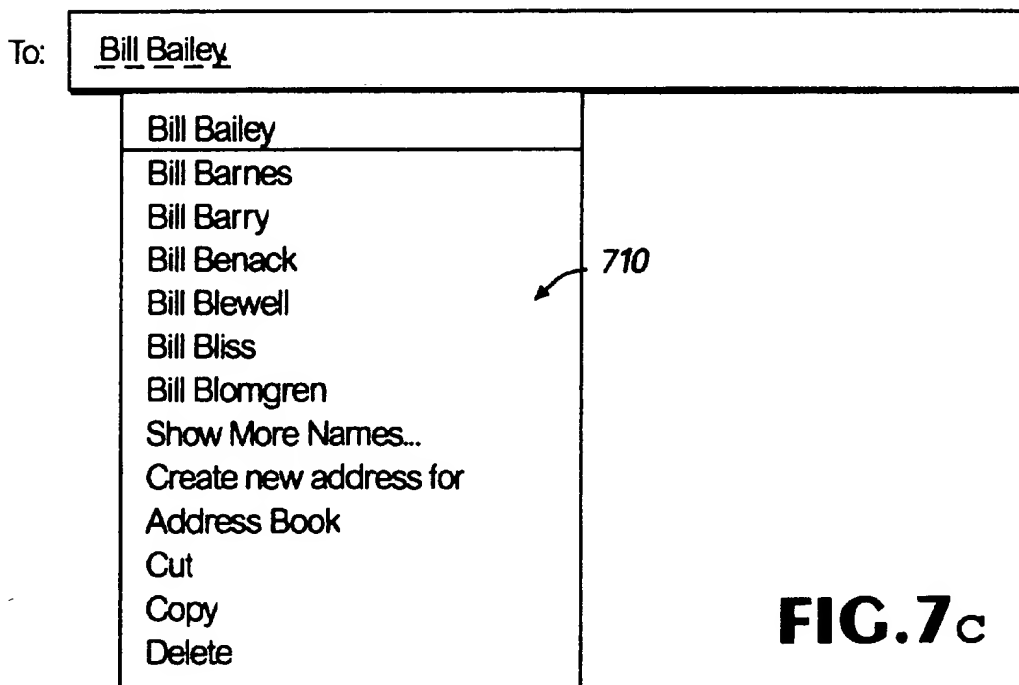 To: Bill Bailey
Bill Bailey
Bill Barnes
Bill Barry
Bill Benack
710
Bill Blewell
Bill Bliss
Bill Blomgren
Show More Names...
Create new address for
Address Book
Cut
Copy
Delete
FIG.7c